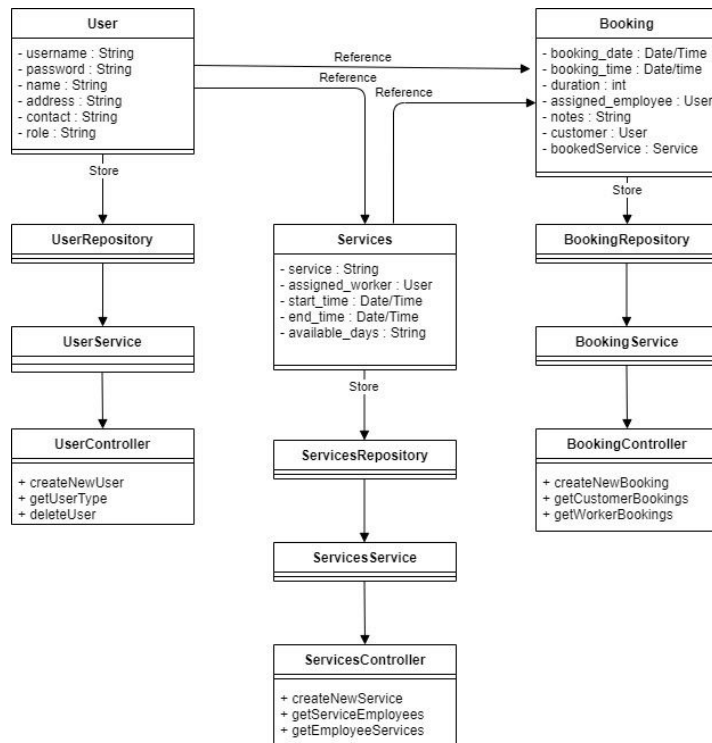 User
- username : String
- password : String
- name : String
- address : String
- contact : String
- role : String
Booking
- booking_date : Date/Time
- booking_time : Date/time
- duration : int
- assigned_employee : User
- notes : String
- customer : User
- bookedService : Service
Reference
Reference
Reference
Store
Store
UserRepository
Services
- service : String
- assigned_worker : User
- start_time : Date/Time
- end_time : Date/Time
- available_days : String
BookingRepository
UserService
BookingService
Store
UserController
+ createNewUser
+ getUserType
+ deleteUser
ServicesRepository
BookingController
+ createNewBooking
+ getCustomerBookings
+ getWorkerBookings
ServicesService
ServicesController
+ createNewService
+ getServiceEmployees
+ getEmployeeServices